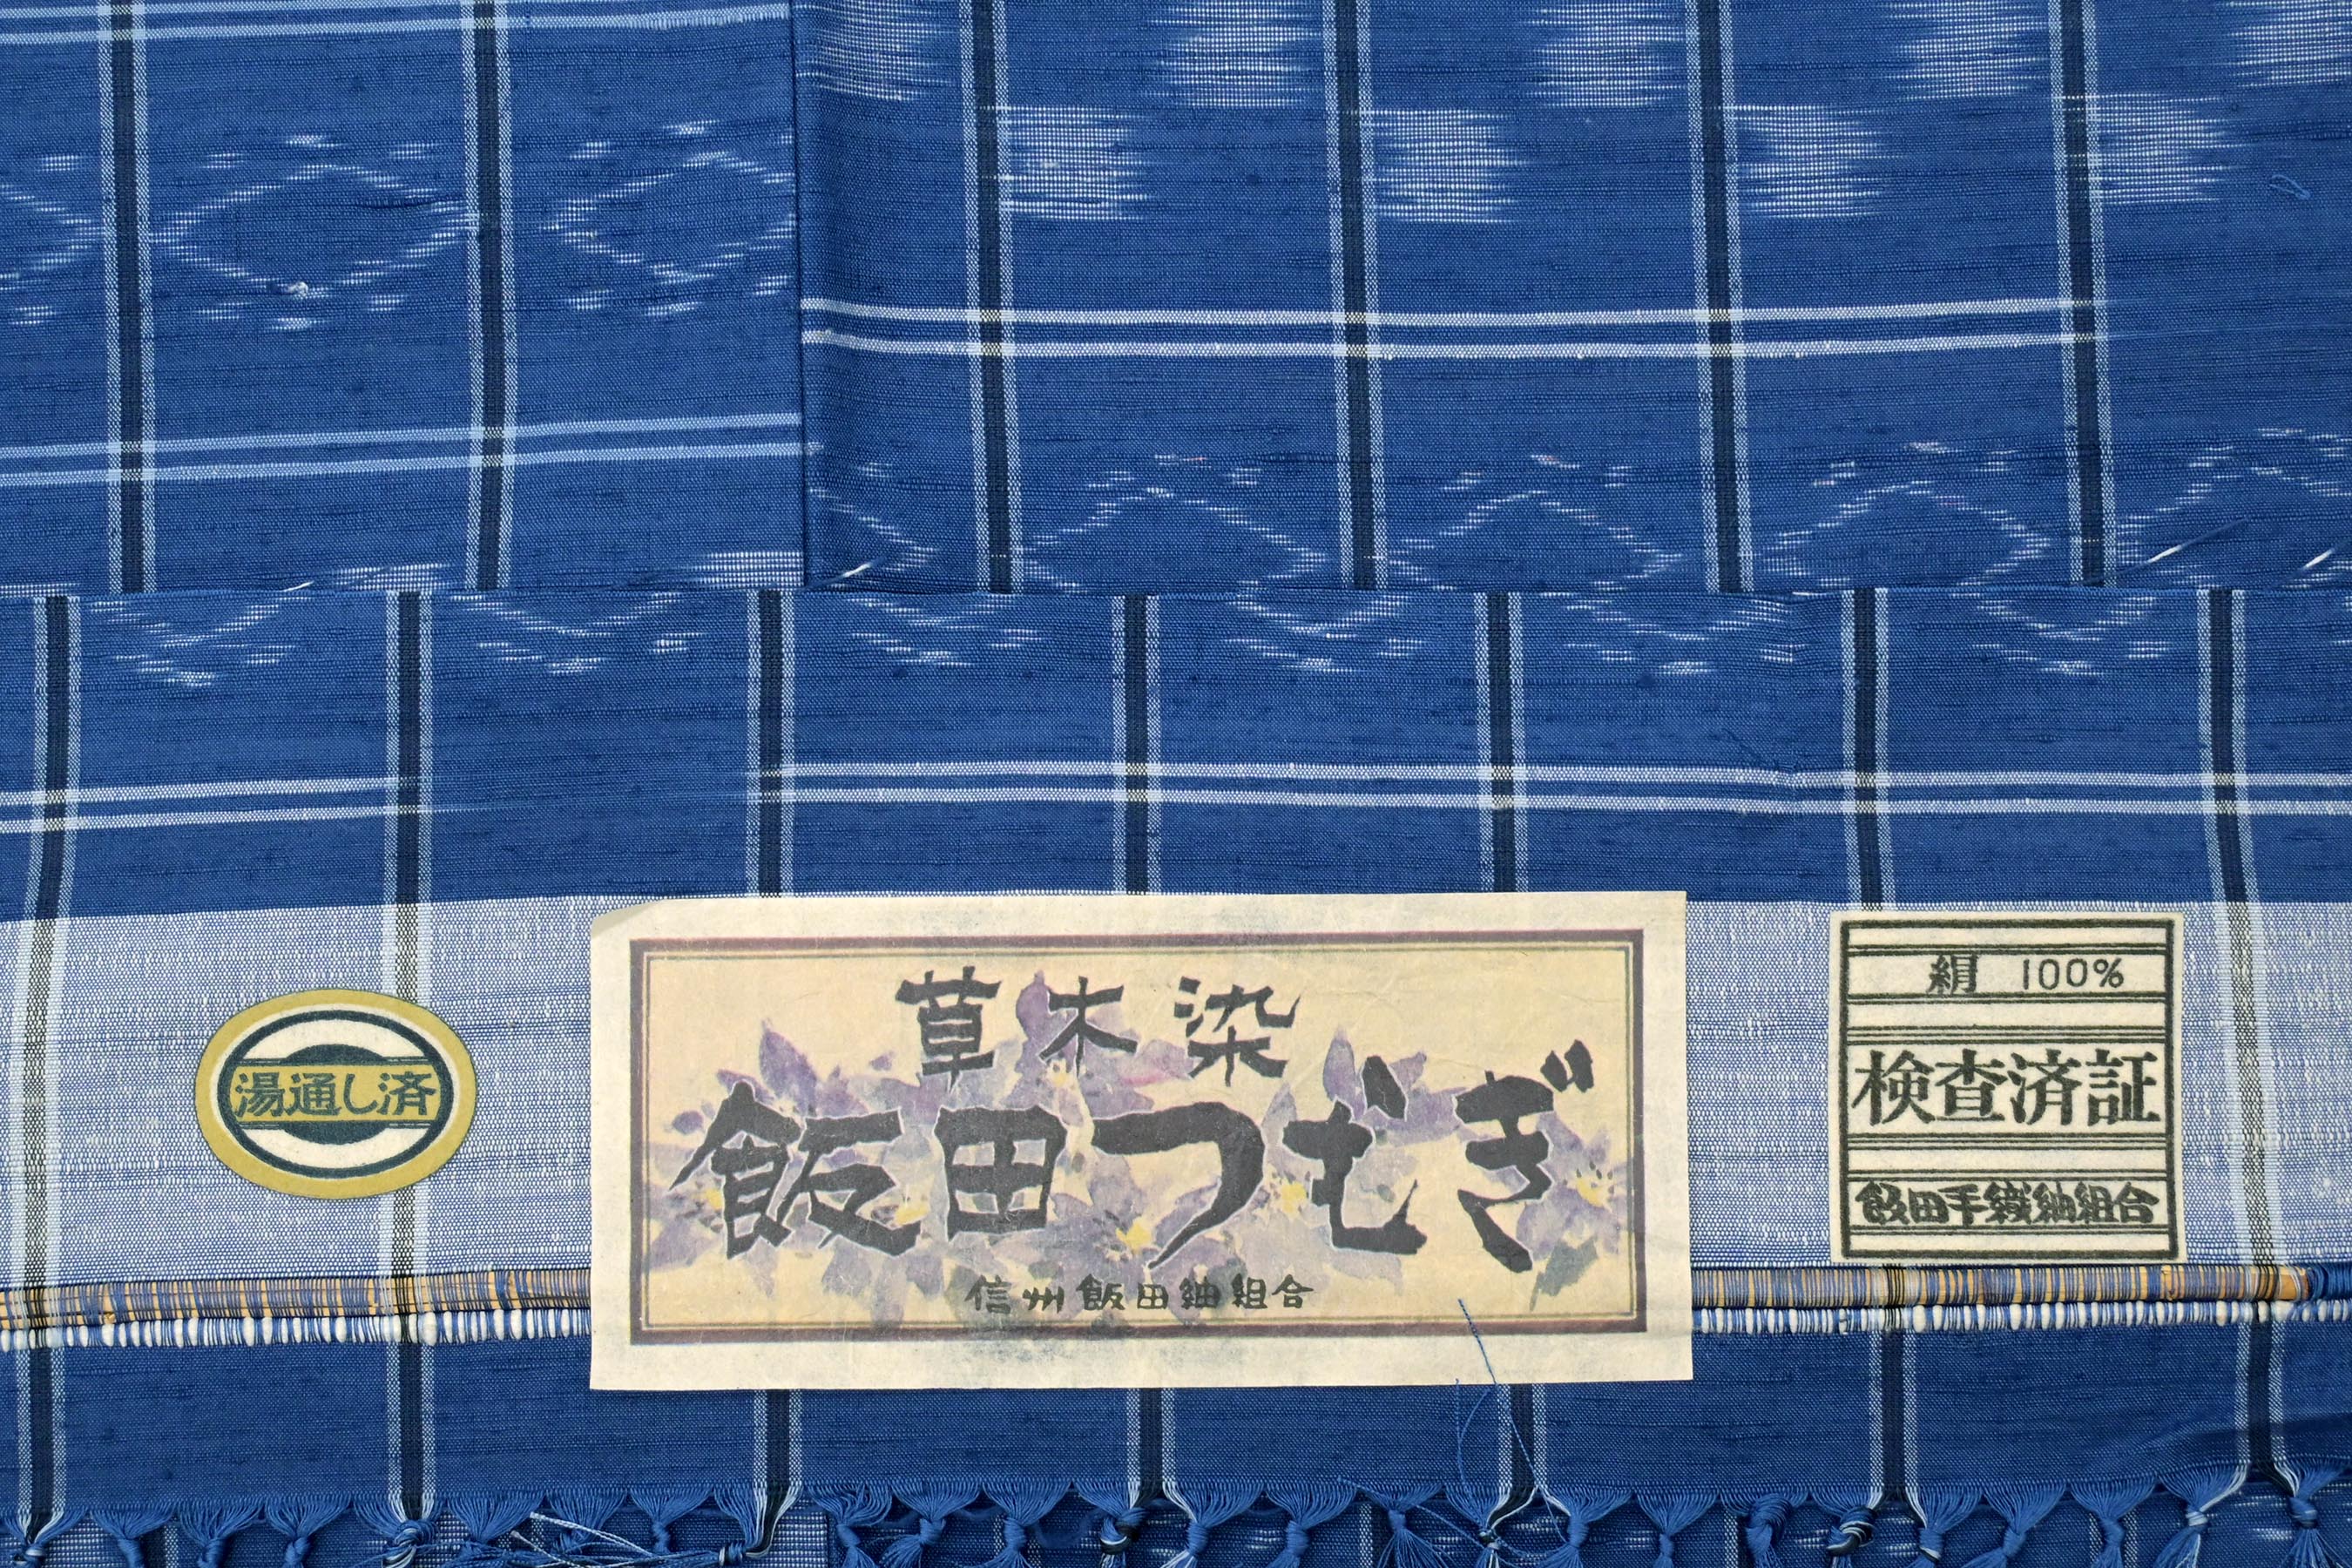 湯通し済
草木染
飯田つむぎ
信州飯田紬組合
絹 100%
検査済証
飯田手織紬組合